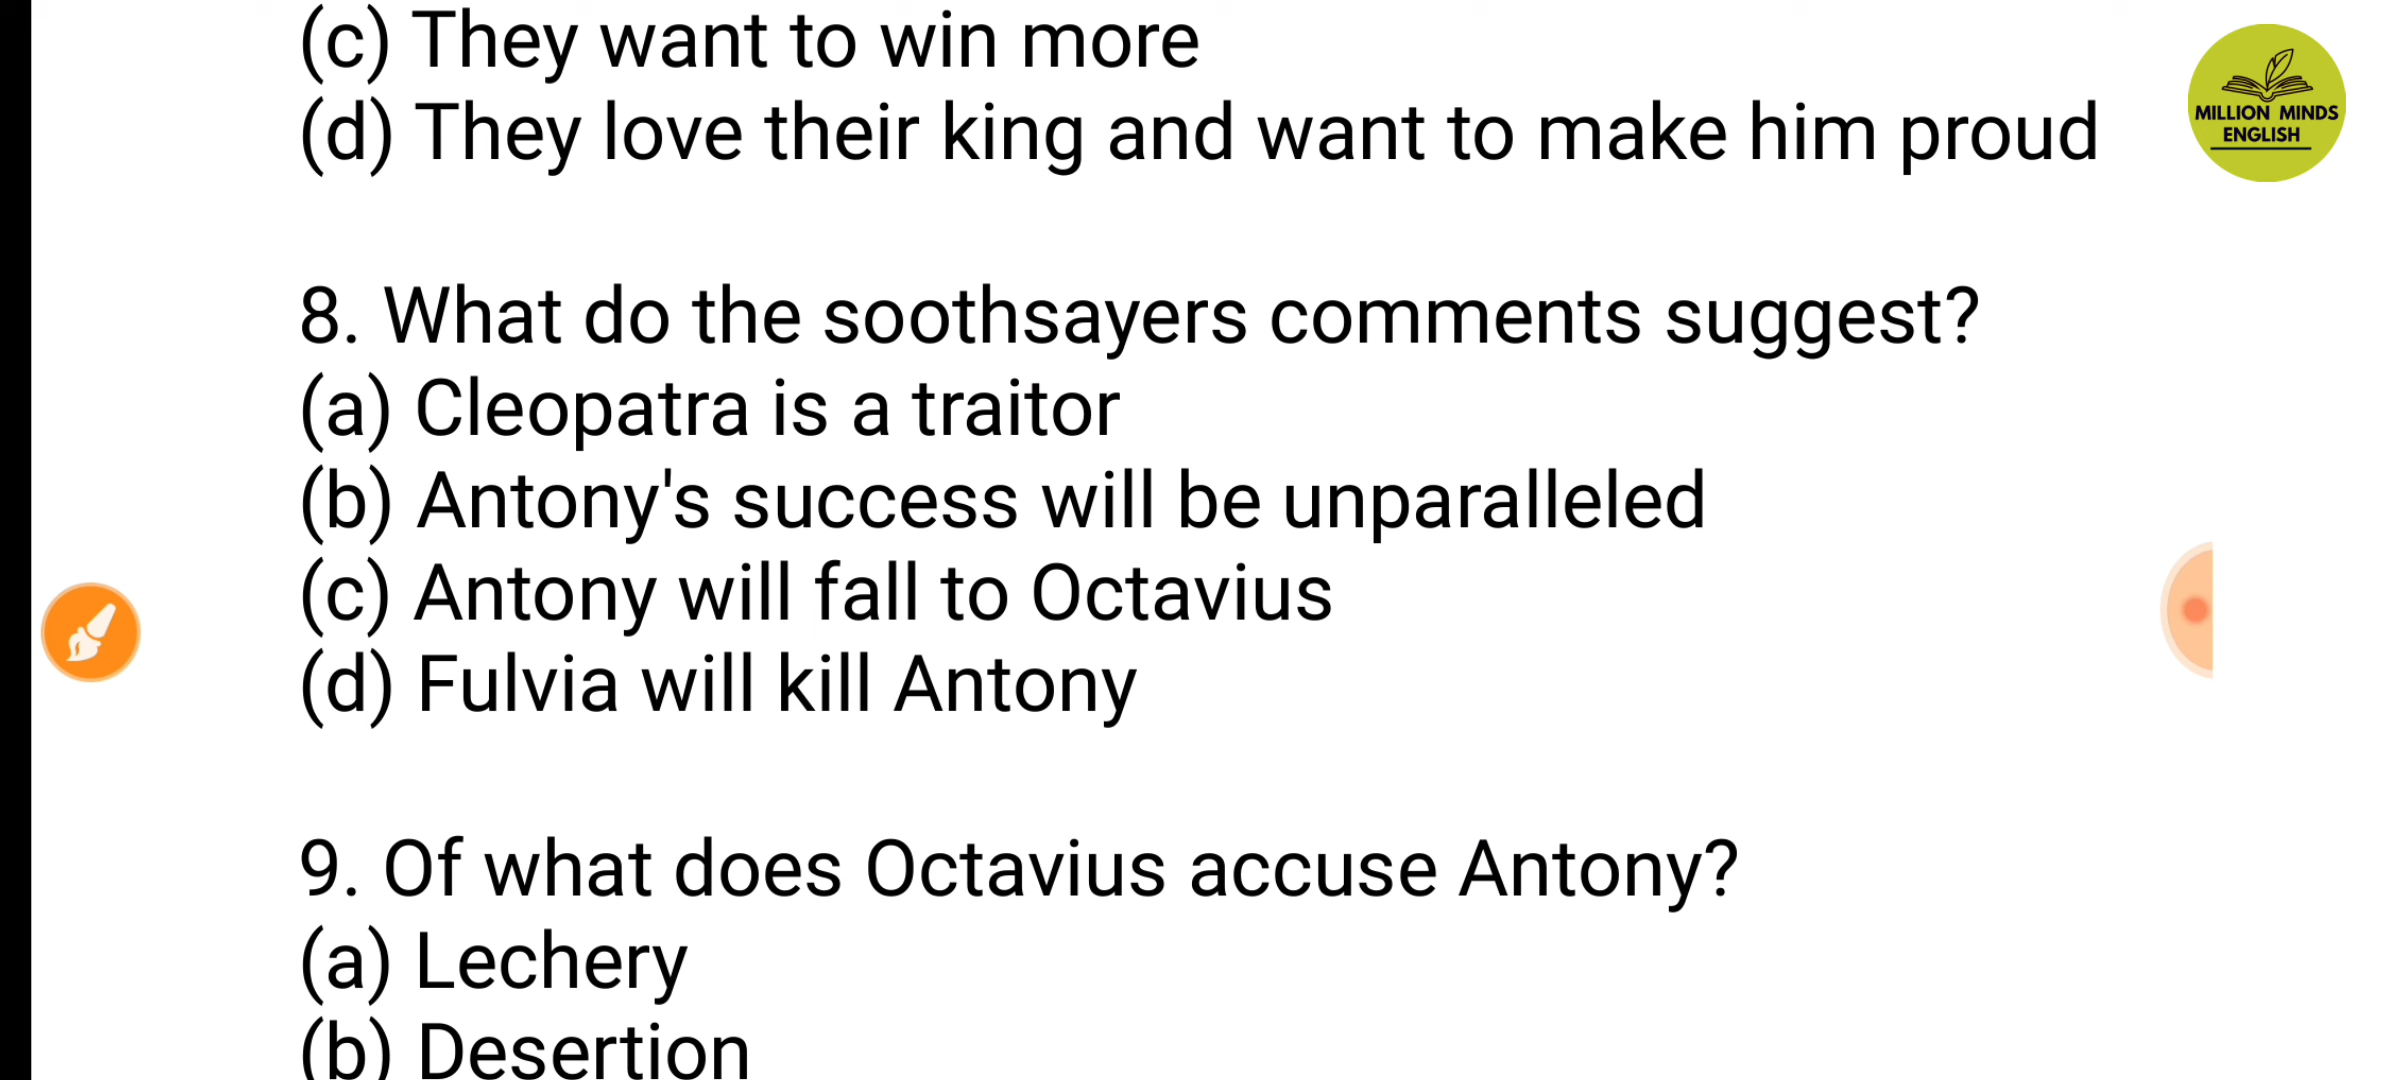 (c) They want to win more
(d) They love their king and want to make him proud
MILLION MINDS
ENGLISH
8. What do the soothsayers comments suggest?
(a) Cleopatra is a traitor
(b) Antony's success will be unparalleled
(c) Antony will fall to Octavius
(d) Fulvia will kill Antony
9. Of what does Octavius accuse Antony?
(a) Lechery
(b) Desertion